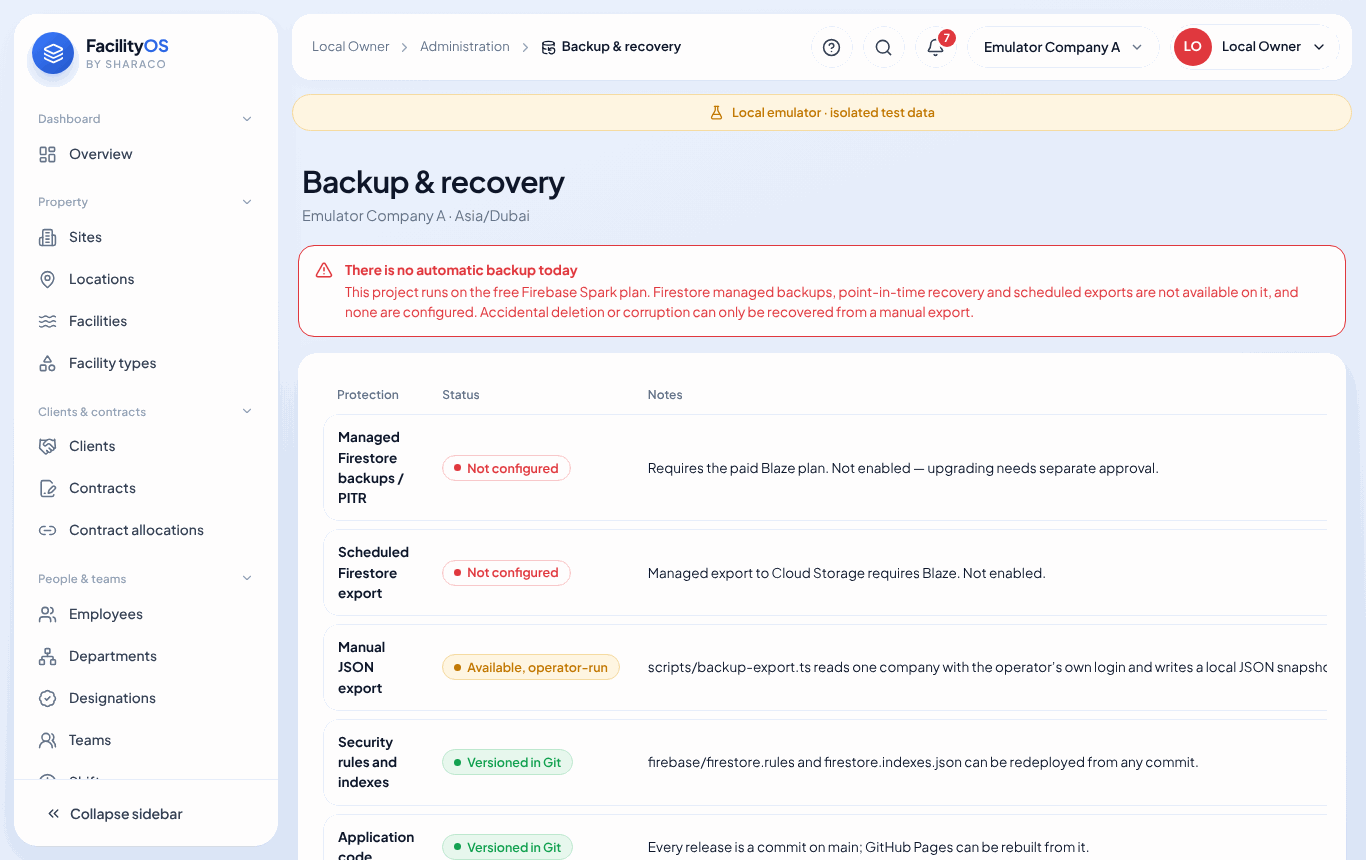 FacilityOS
BY SHARACO
Dashboard
Overview
Property
Sites
Locations
Facilities
Facility types
Clients & contracts
Clients
Contracts
Contract allocations
People & teams
Employees
Departments
Designations
Teams
Collapse sidebar
Local Owner
Administration
Backup & recovery
7
Emulator Company A
LO
Local Owner
Local emulator · isolated test data
Backup & recovery
Emulator Company A · Asia/Dubai
There is no automatic backup today
This project runs on the free Firebase Spark plan. Firestore managed backups, point-in-time recovery and scheduled exports are not available on it, and
none are configured. Accidental deletion or corruption can only be recovered from a manual export.
Protection Status Notes
Managed
Firestore
backups /
PITR
Not configured
Requires the paid Blaze plan. Not enabled — upgrading needs separate approval.
Scheduled
Firestore
export
Not configured
Managed export to Cloud Storage requires Blaze. Not enabled.
Manual
JSON
export
Available, operator-run
scripts/backup-export.ts reads one company with the operator's own login and writes a local JSON
Security
rules and
indexes
Versioned in Git
firebase/firestore.rules and firestore.indexes.json can be redeployed from any commit.
Application
code
Versioned in Git
Every release is a commit on main; GitHub Pages can be rebuilt from it.